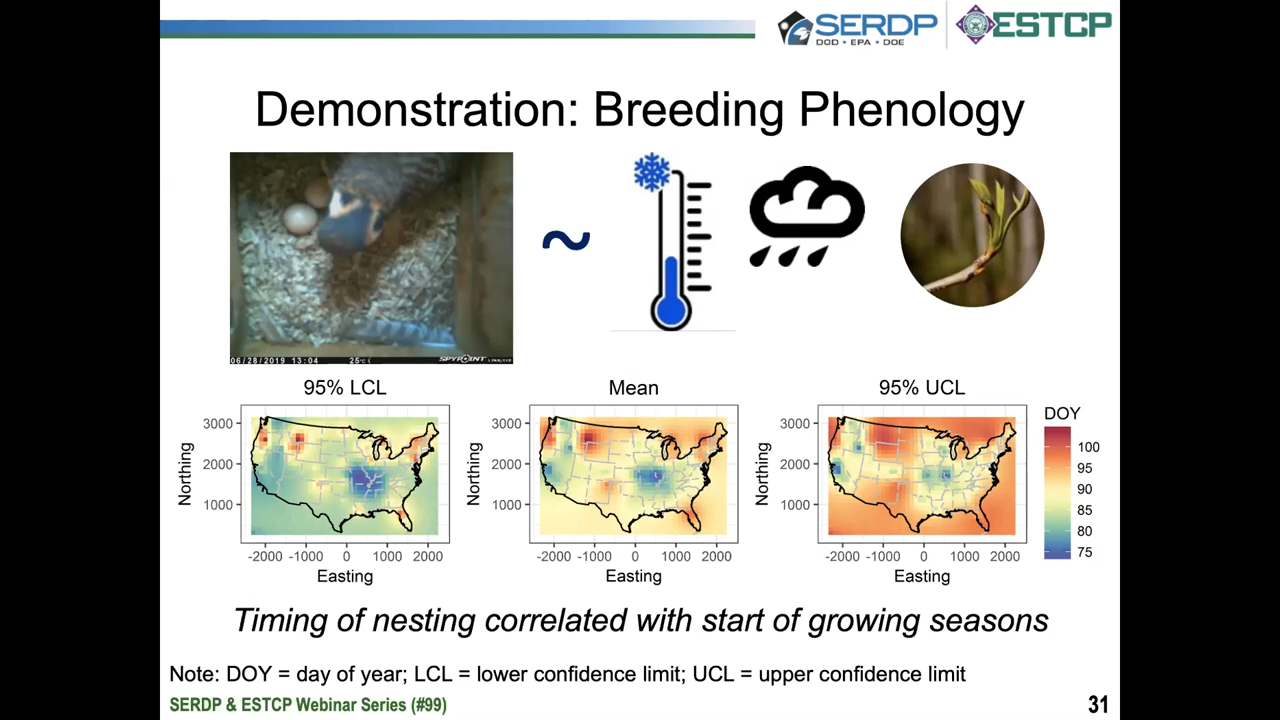 SERDP
DOD • EPA • DOE
ESTCP
Demonstration: Breeding Phenology
~
06/28/2019 13:04 25°C SPYPOINT
95% LCL
Mean
95% UCL
DOY
Northing
3000
2000
1000
-2000 -1000 0 1000 2000
Easting
Northing
3000
2000
1000
-2000 -1000 0 1000 2000
Easting
Northing
3000
2000
1000
-2000 -1000 0 1000 2000
Easting
100
95
90
85
80
75
Timing of nesting correlated with start of growing seasons
Note: DOY = day of year; LCL = lower confidence limit; UCL = upper confidence limit
SERDP & ESTCP Webinar Series (#99)
31